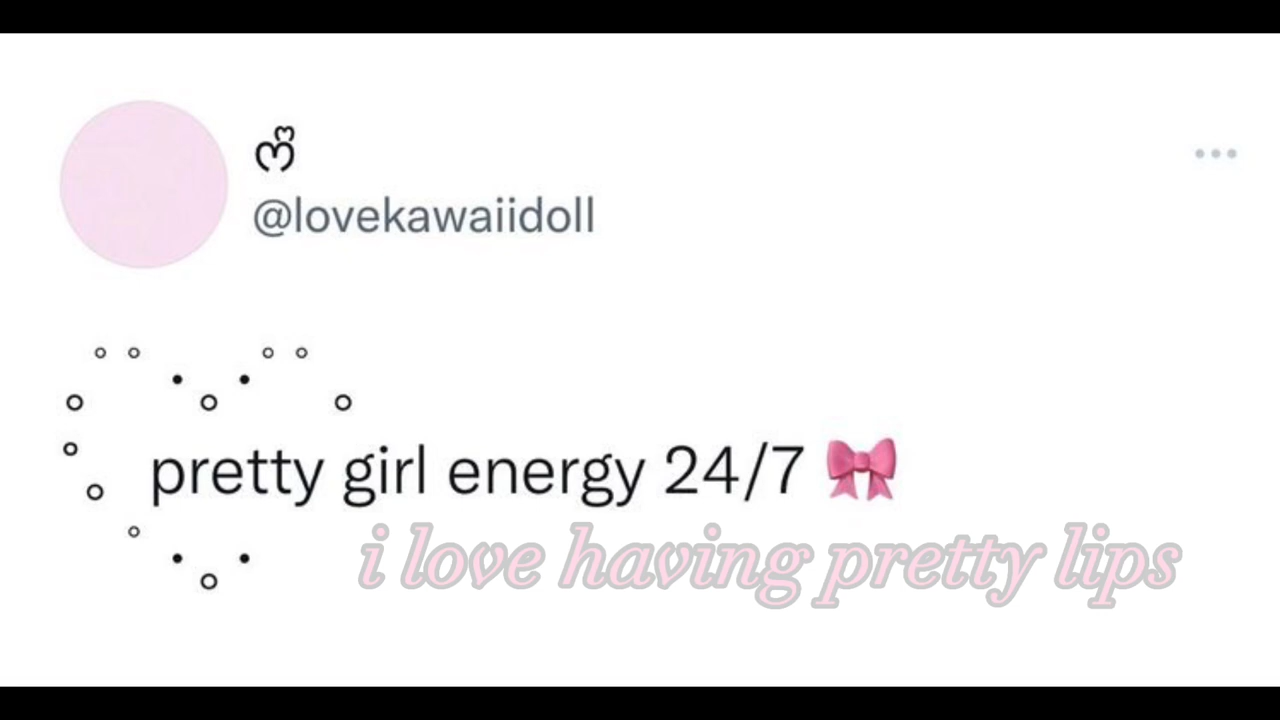 ෆ྅
@lovekawaiidoll
...
° ° • • ° °
° ° °
° pretty girl energy 24/7 🎀
°
° 
• ° •
i love having pretty lips